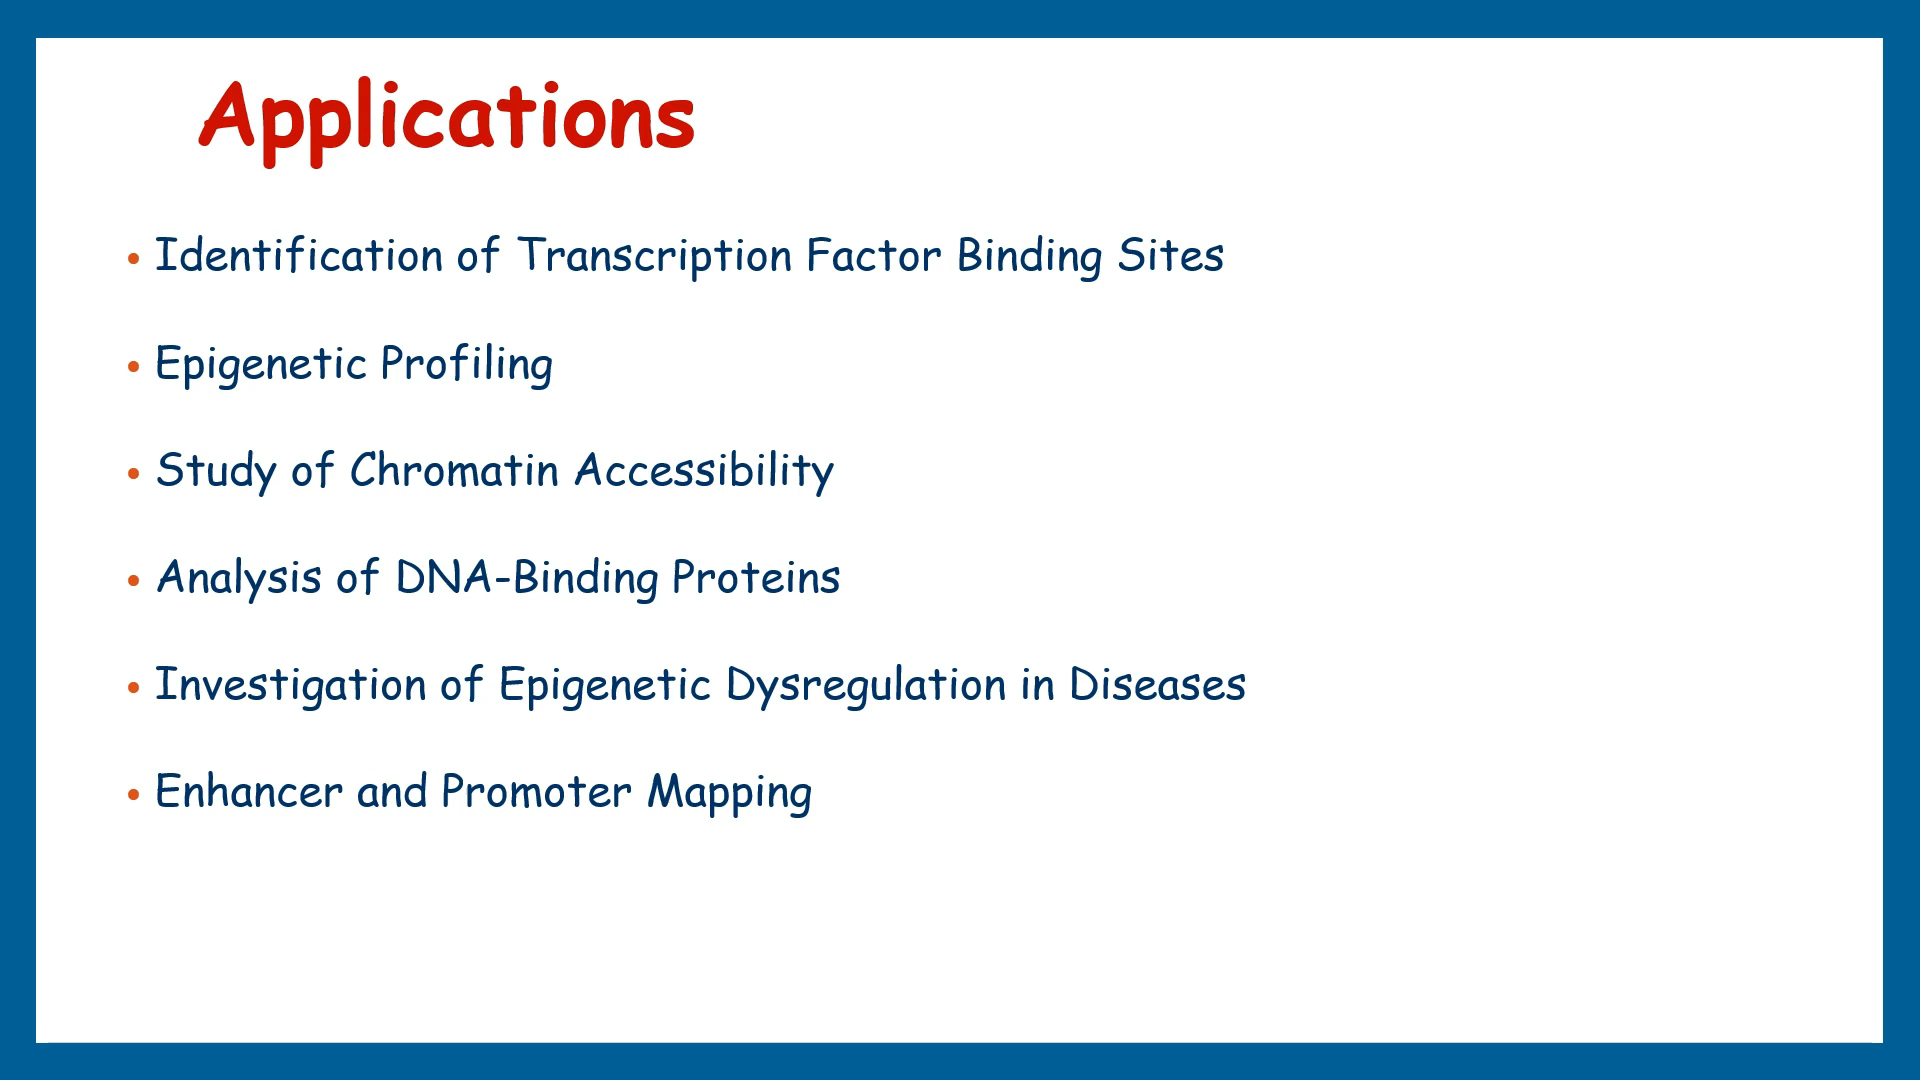 Applications
• Identification of Transcription Factor Binding Sites
• Epigenetic Profiling
• Study of Chromatin Accessibility
• Analysis of DNA-Binding Proteins
• Investigation of Epigenetic Dysregulation in Diseases
• Enhancer and Promoter Mapping